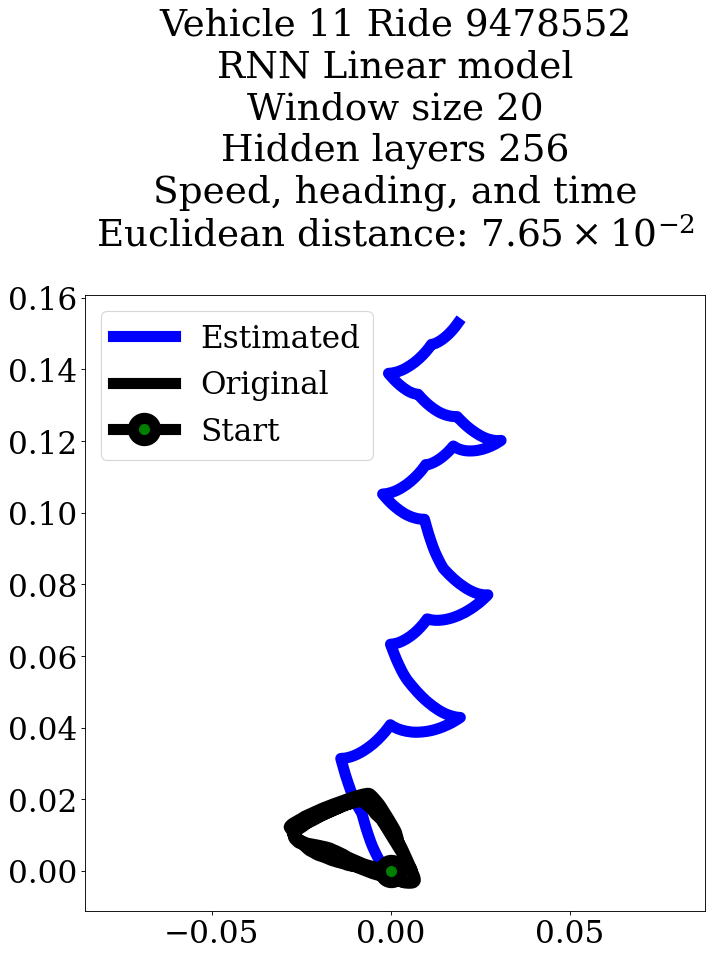 Vehicle 11 Ride 9478552
RNN Linear model
Window size 20
Hidden layers 256
Speed, heading, and time
Euclidean distance: 7.65 × 10⁻²
0.16
0.14
0.12
0.10
0.08
0.06
0.04
0.02
0.00
Estimated
Original
Start
−0.05 0.00 0.05